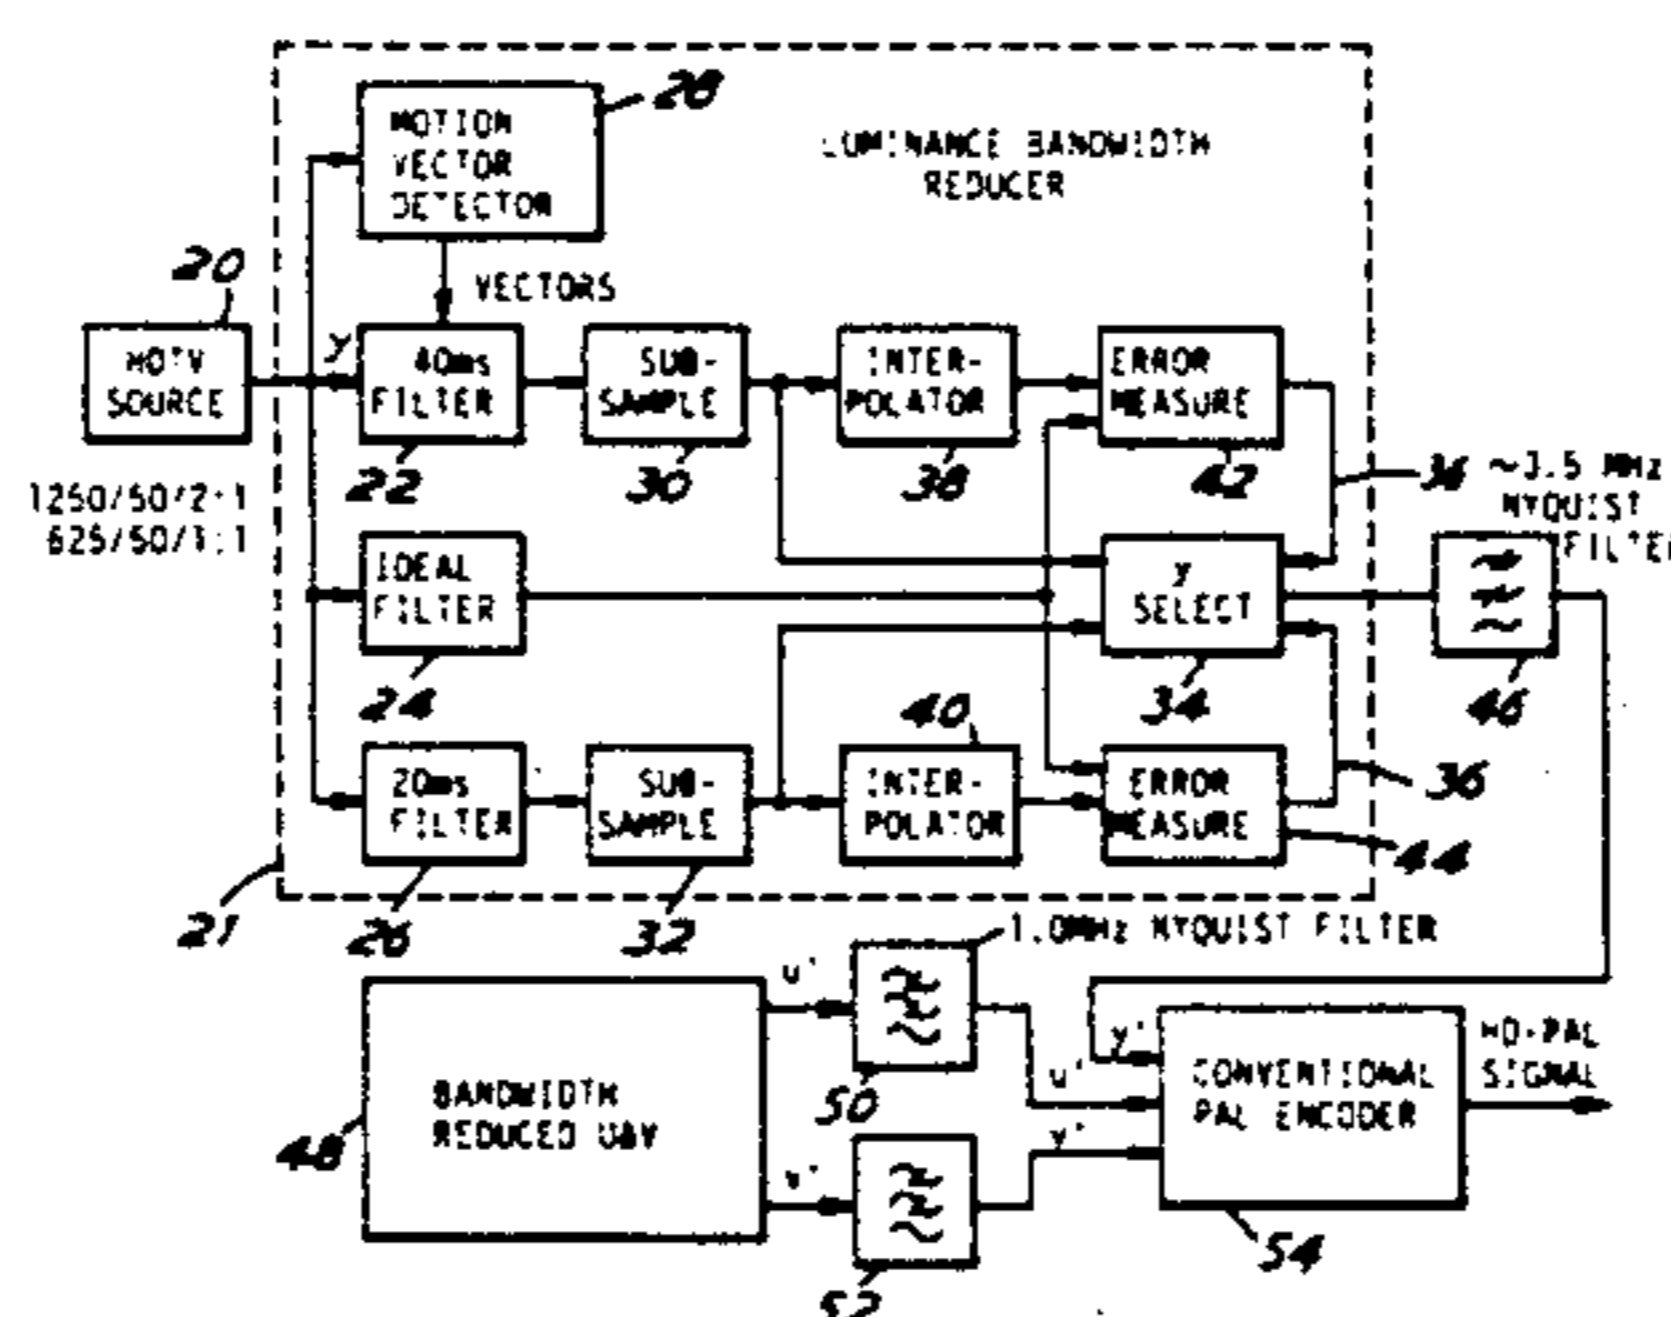 28
MOTION
VECTOR
DETECTOR
LUMINANCE BANDWIDTH
REDUCER
20
VECTORS
HDTV
SOURCE
y
40ms
FILTER
SUB-
SAMPLE
INTER-
POLATOR
ERROR
MEASURE
22
30
38
42
36
~3.5 MHz
NYQUIST
FILTER
1250/50/2:1
625/50/1:1
IDEAL
FILTER
y
SELECT
24
34
46
40
20ms
FILTER
SUB-
SAMPLE
INTER-
POLATOR
ERROR
MEASURE
36
44
21
26
32
1.0MHz NYQUIST FILTER
u'
y'
HD-PAL
SIGNAL
BANDWIDTH
REDUCED U&V
50
u'
CONVENTIONAL
PAL ENCODER
48
v'
v'
54
52